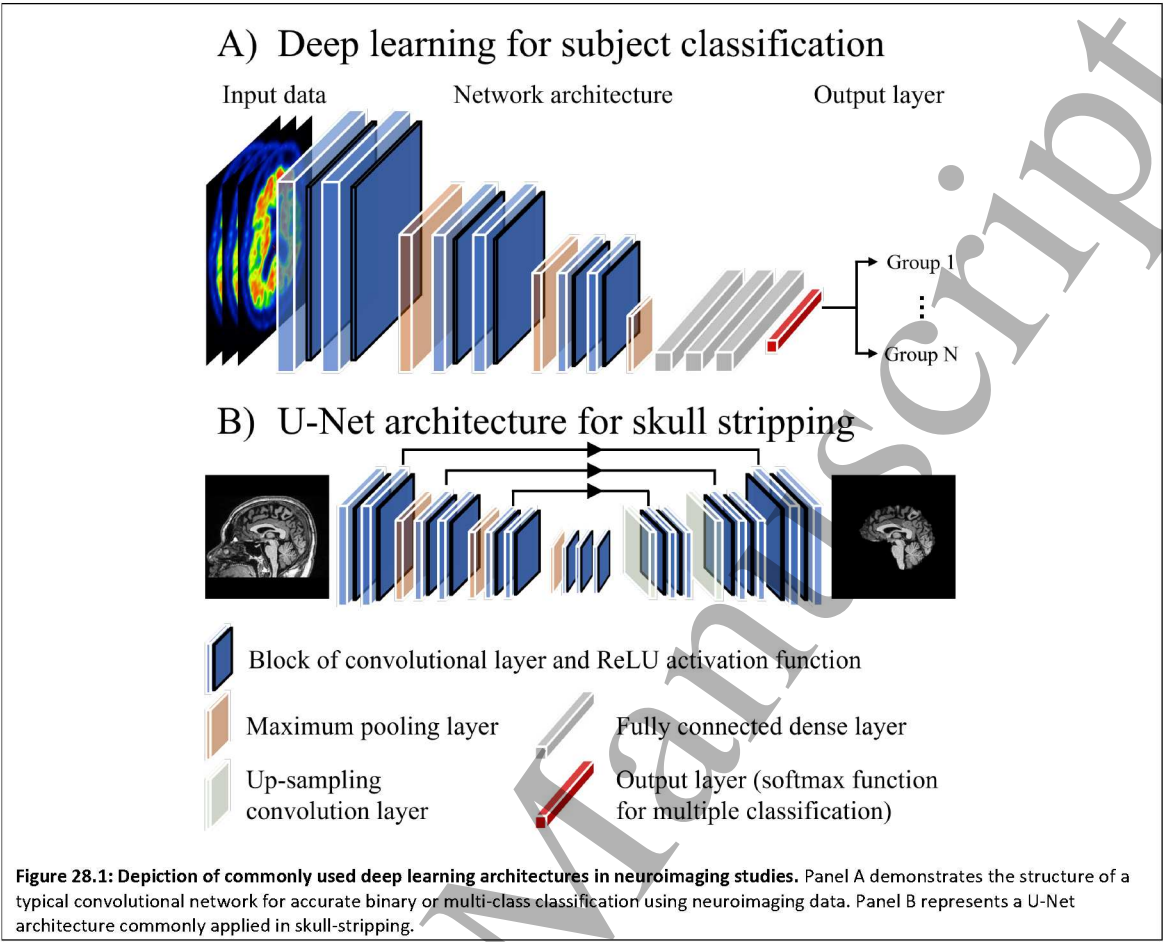 A) Deep learning for subject classification
Input data
Network architecture
Output layer
Group 1
Group N
B) U-Net architecture for skull stripping
Block of convolutional layer and ReLU activation function
Maximum pooling layer
Fully connected dense layer
Up-sampling
convolution layer
Output layer (softmax function
for multiple classification)
Manuscript
Figure 28.1: Depiction of commonly used deep learning architectures in neuroimaging studies. Panel A demonstrates the structure of a
typical convolutional network for accurate binary or multi-class classification using neuroimaging data. Panel B represents a U-Net
architecture commonly applied in skull-stripping.